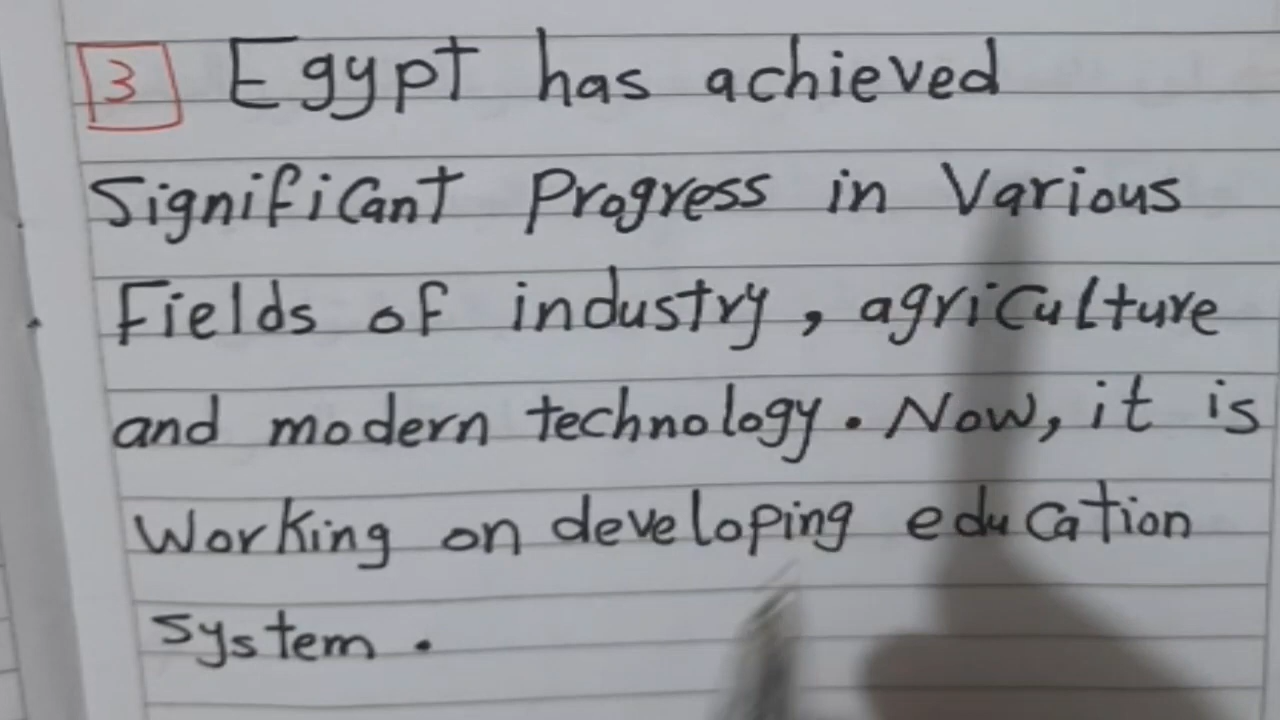 3 Egypt has achieved
Significant Progress in Various
Fields of industry, agriculture
and modern technology. Now, it is
Working on developing education
system.